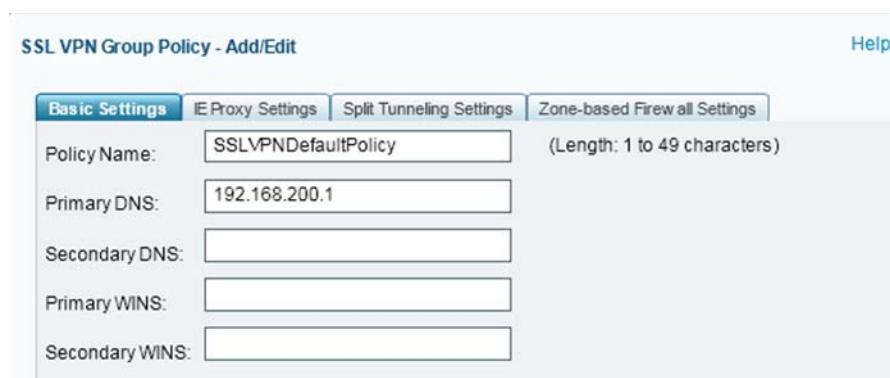 SSL VPN Group Policy - Add/Edit Help
Basic Settings IE Proxy Settings Split Tunneling Settings Zone-based Firewall Settings
Policy Name: SSLVPNDefaultPolicy (Length: 1 to 49 characters)
Primary DNS: 192.168.200.1
Secondary DNS:
Primary WINS:
Secondary WINS: